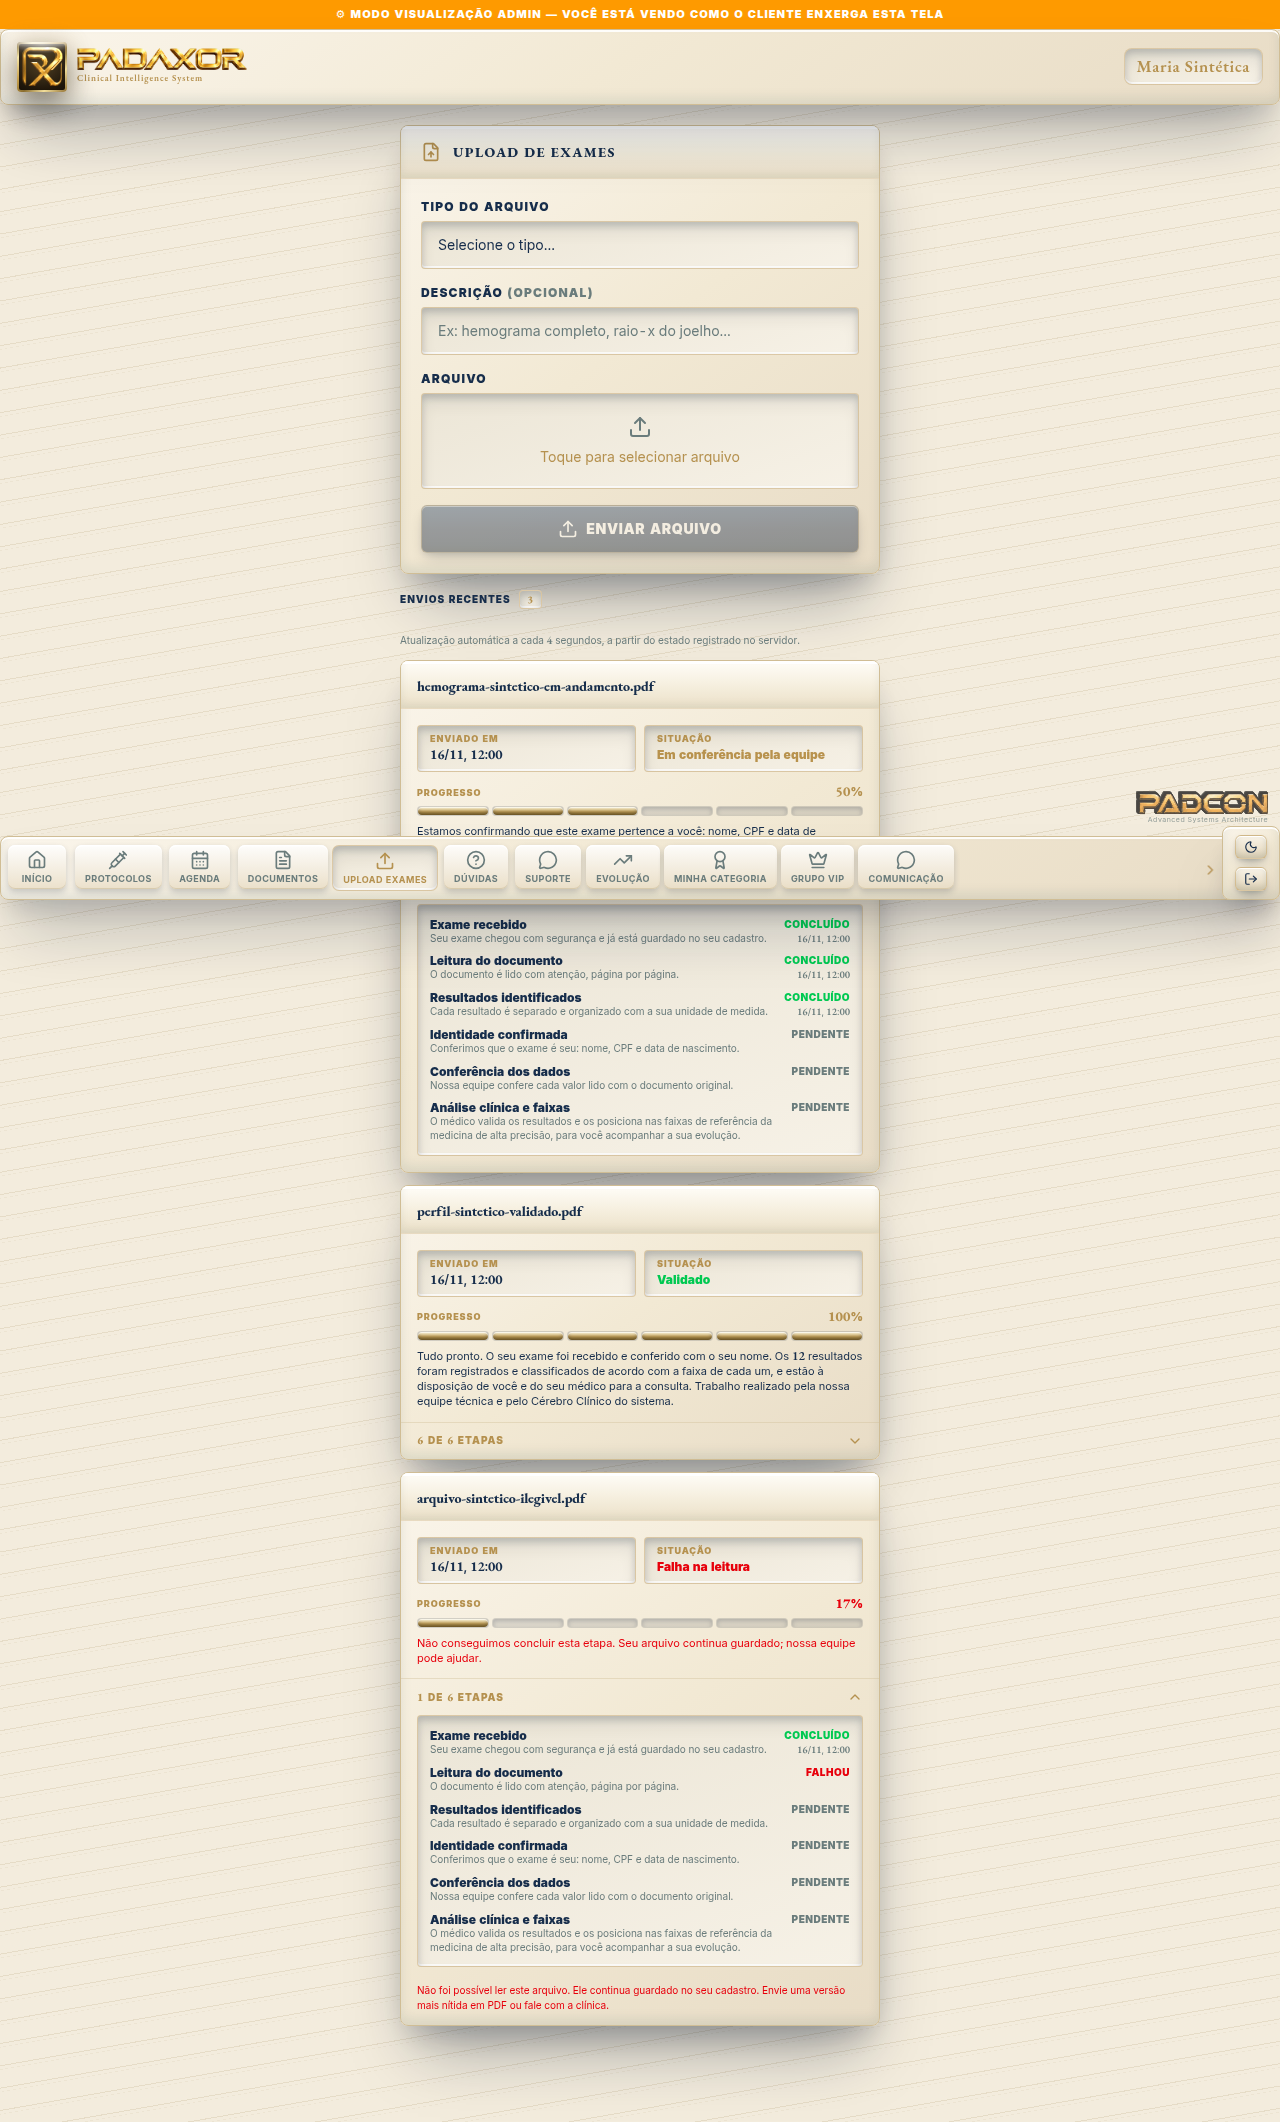 ⚙ MODO VISUALIZAÇÃO ADMIN — VOCÊ ESTÁ VENDO COMO O CLIENTE ENXERGA ESTA TELA
PADAXOR
Clinical Intelligence System
Maria Sintética
UPLOAD DE EXAMES
TIPO DO ARQUIVO
Selecione o tipo...
DESCRIÇÃO (OPCIONAL)
Ex: hemograma completo, raio-x do joelho...
ARQUIVO
Toque para selecionar arquivo
ENVIAR ARQUIVO
ENVIOS RECENTES 3
Atualização automática a cada 4 segundos, a partir do estado registrado no servidor.
hemograma-sintetico-em-andamento.pdf
ENVIADO EM
16/11, 12:00
SITUAÇÃO
Em conferência pela equipe
PROGRESSO 50%
Estamos confirmando que este exame pertence a você: nome, CPF e data de
PADCON
Advanced Systems Architecture
INÍCIO PROTOCOLOS AGENDA DOCUMENTOS UPLOAD EXAMES DÚVIDAS SUPORTE EVOLUÇÃO MINHA CATEGORIA GRUPO VIP COMUNICAÇÃO
Exame recebido CONCLUÍDO
Seu exame chegou com segurança e já está guardado no seu cadastro. 16/11, 12:00
Leitura do documento CONCLUÍDO
O documento é lido com atenção, página por página. 16/11, 12:00
Resultados identificados CONCLUÍDO
Cada resultado é separado e organizado com a sua unidade de medida. 16/11, 12:00
Identidade confirmada PENDENTE
Conferimos que o exame é seu: nome, CPF e data de nascimento.
Conferência dos dados PENDENTE
Nossa equipe confere cada valor lido com o documento original.
Análise clínica e faixas PENDENTE
O médico valida os resultados e os posiciona nas faixas de referência da
medicina de alta precisão, para você acompanhar a sua evolução.
perfil-sintetico-validado.pdf
ENVIADO EM
16/11, 12:00
SITUAÇÃO
Validado
PROGRESSO 100%
Tudo pronto. O seu exame foi recebido e conferido com o seu nome. Os 12 resultados
foram registrados e classificados de acordo com a faixa de cada um, e estão à
disposição de você e do seu médico para a consulta. Trabalho realizado pela nossa
equipe técnica e pelo Cérebro Clínico do sistema.
6 DE 6 ETAPAS
arquivo-sintetico-ilegivel.pdf
ENVIADO EM
16/11, 12:00
SITUAÇÃO
Falha na leitura
PROGRESSO 17%
Não conseguimos concluir esta etapa. Seu arquivo continua guardado; nossa equipe
pode ajudar.
1 DE 6 ETAPAS
Exame recebido CONCLUÍDO
Seu exame chegou com segurança e já está guardado no seu cadastro. 16/11, 12:00
Leitura do documento FALHOU
O documento é lido com atenção, página por página.
Resultados identificados PENDENTE
Cada resultado é separado e organizado com a sua unidade de medida.
Identidade confirmada PENDENTE
Conferimos que o exame é seu: nome, CPF e data de nascimento.
Conferência dos dados PENDENTE
Nossa equipe confere cada valor lido com o documento original.
Análise clínica e faixas PENDENTE
O médico valida os resultados e os posiciona nas faixas de referência da
medicina de alta precisão, para você acompanhar a sua evolução.
Não foi possível ler este arquivo. Ele continua guardado no seu cadastro. Envie uma versão
mais nítida em PDF ou fale com a clínica.